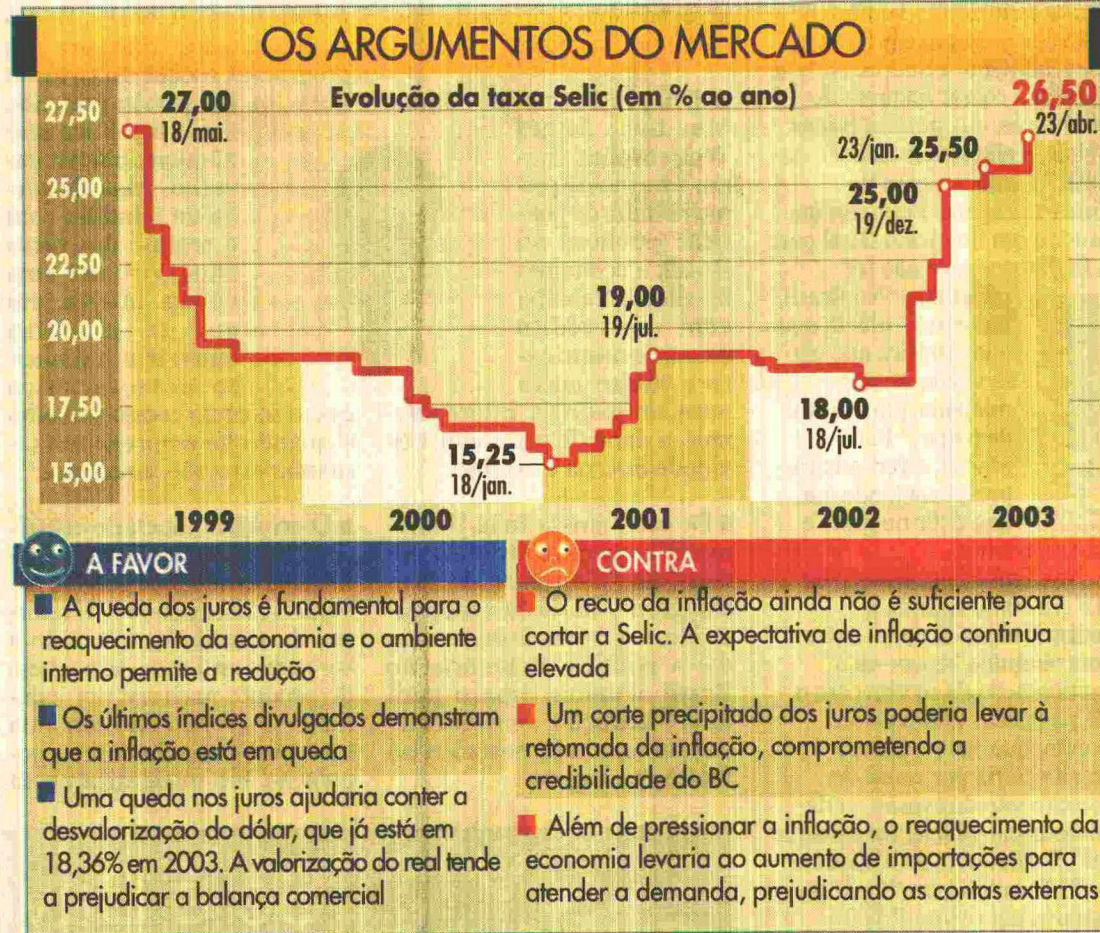 OS ARGUMENTOS DO MERCADO
Evolução da taxa Selic (em % ao ano)
27,50
25,00
22,50
20,00
17,50
15,00
27,00
18/mai.
15,25
18/jan.
19,00
19/jul.
18,00
18/jul.
25,00
19/dez.
23/jan. 25,50
26,50
23/abr.
1999
2000
2001
2002
2003
A FAVOR
A queda dos juros é fundamental para o
reaquecimento da economia e o ambiente
interno permite a redução
Os últimos índices divulgados demonstram
que a inflação está em queda
Uma queda nos juros ajudaria conter a
desvalorização do dólar, que já está em
18,36% em 2003. A valorização do real tende
a prejudicar a balança comercial
CONTRA
O recuo da inflação ainda não é suficiente para
cortar a Selic. A expectativa de inflação continua
elevada
Um corte precipitado dos juros poderia levar à
retomada da inflação, comprometendo a
credibilidade do BC
Além de pressionar a inflação, o reaquecimento da
economia levaria ao aumento de importações para
atender a demanda, prejudicando as contas externas